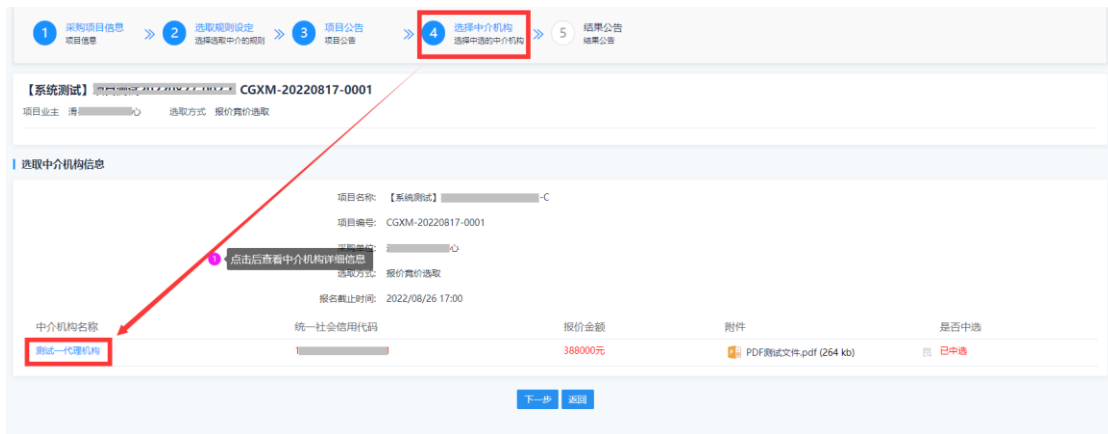 1 采购项目信息 2 选取规则设定 3 项目公告 4 选择中介机构 5 结果公告
项目信息 选择选取中介的规则 项目公告 选择中选的中介机构 结果公告
【系统测试】 CGXM-20220817-0001
项目业主 心 选取方式 报价竞价选取
选取中介机构信息
项目名称: 【系统测试】 -C
项目编号: CGXM-20220817-0001
采购单位: 心
1 点击后查看中介机构详细信息
选取方式: 报价竞价选取
报名截止时间: 2022/08/26 17:00
中介机构名称 统一社会信用代码 报价金额 附件 是否中选
测试一代理机构 388000元 PDF测试文件.pdf (264 kb) 已中选
下一步 返回